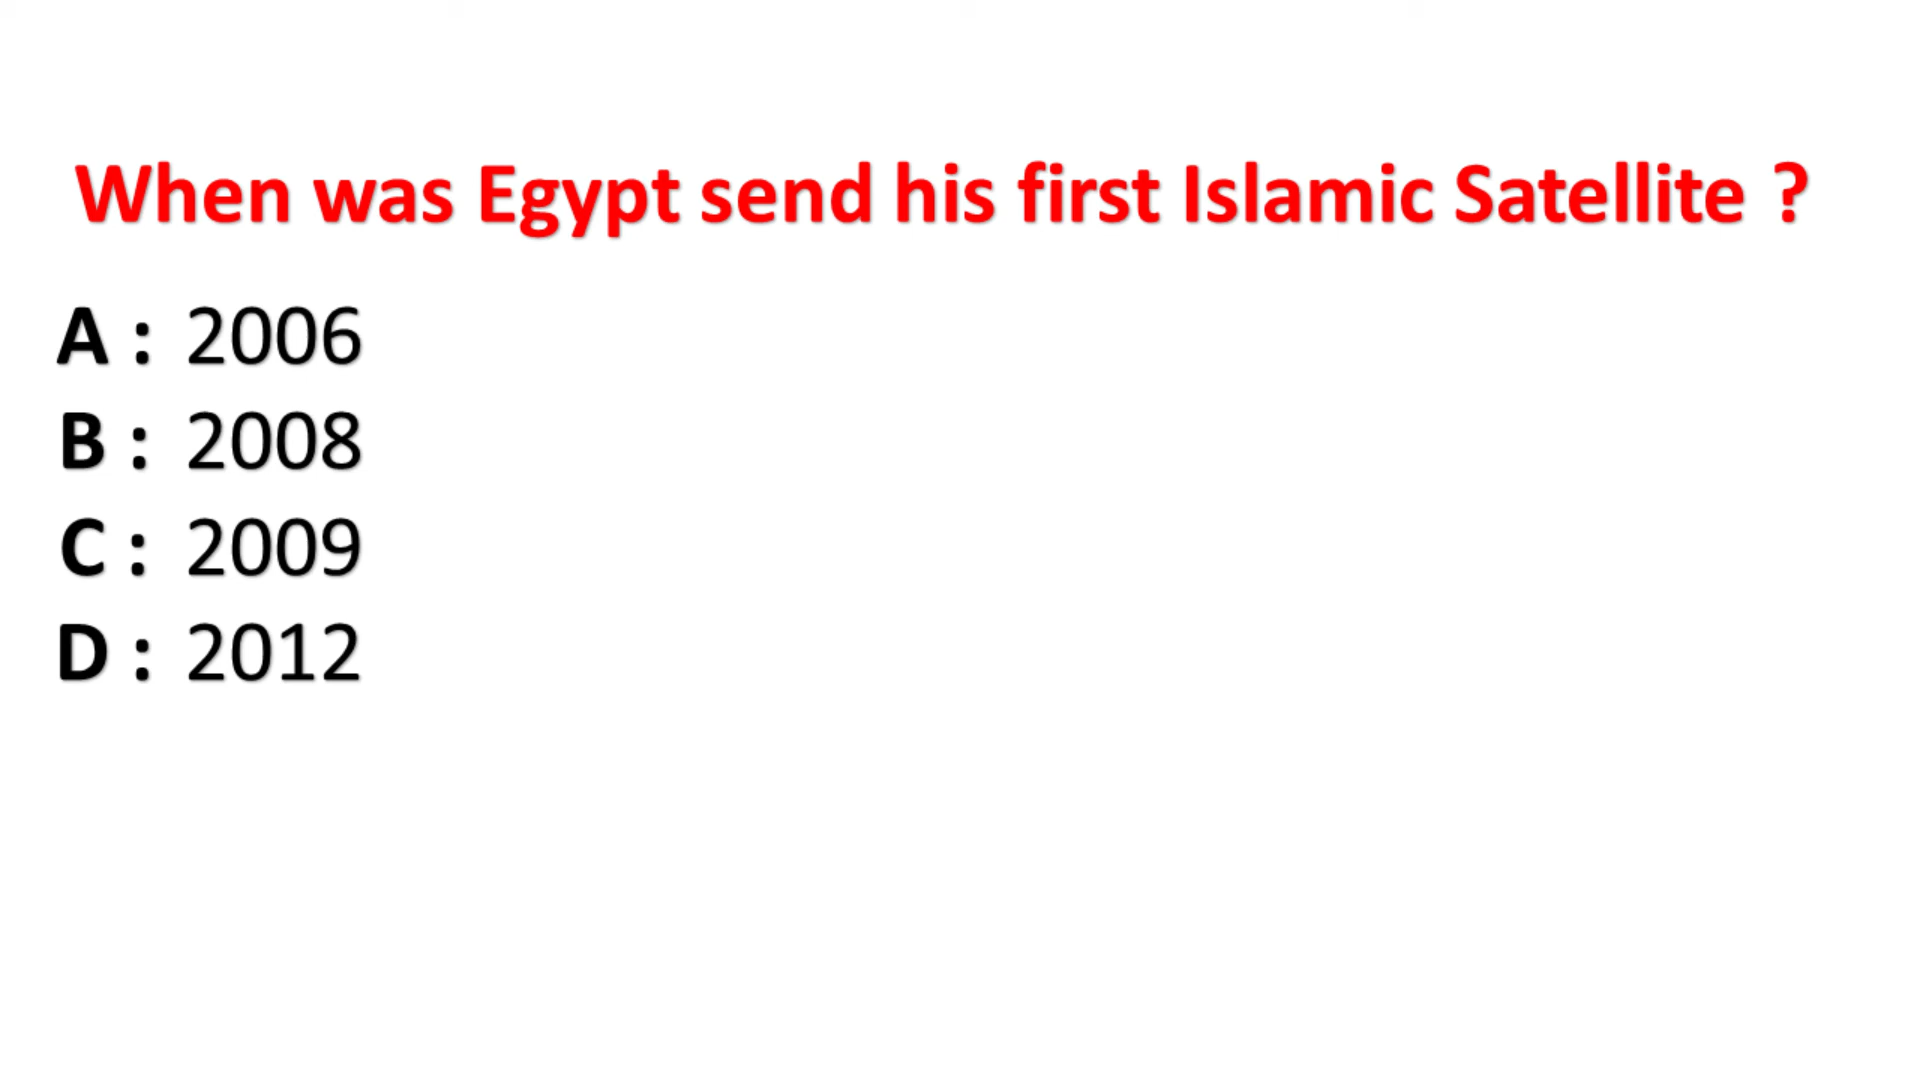 When was Egypt send his first Islamic Satellite ?
A : 2006
B : 2008
C : 2009
D : 2012